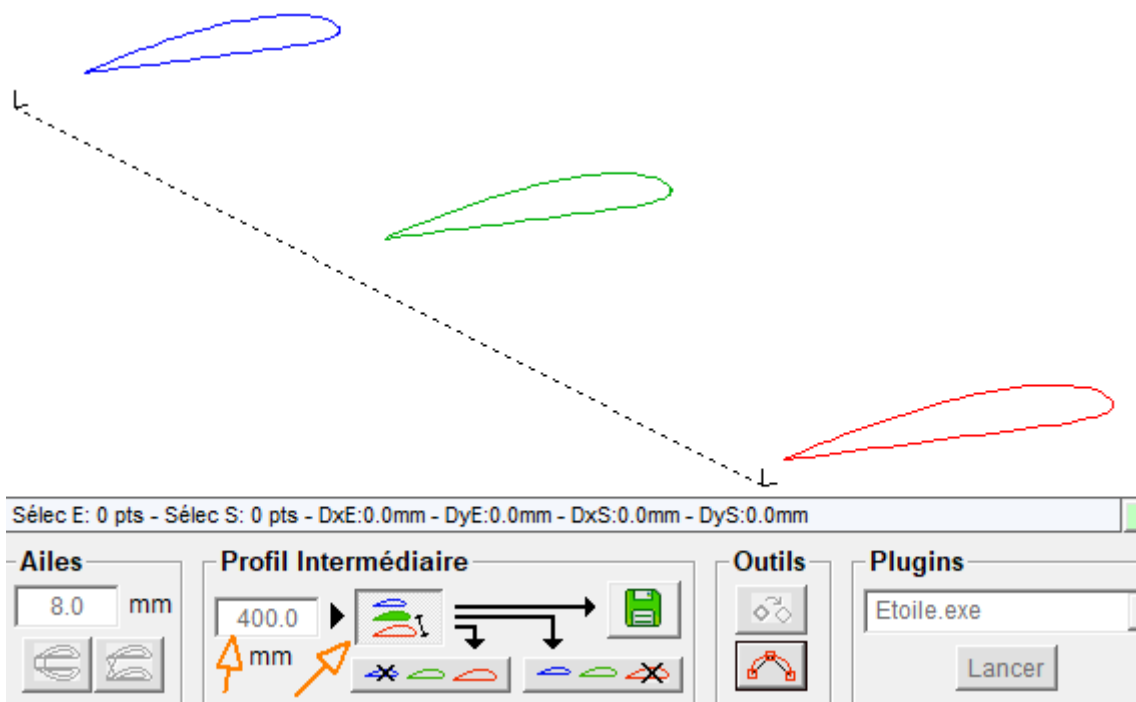 Sélec E: 0 pts - Sélec S: 0 pts - DxE:0.0mm - DyE:0.0mm - DxS:0.0mm - DyS:0.0mm
Ailes
8.0 mm
Profil Intermédiaire
400.0
mm
Outils
Plugins
Etoile.exe
Lancer